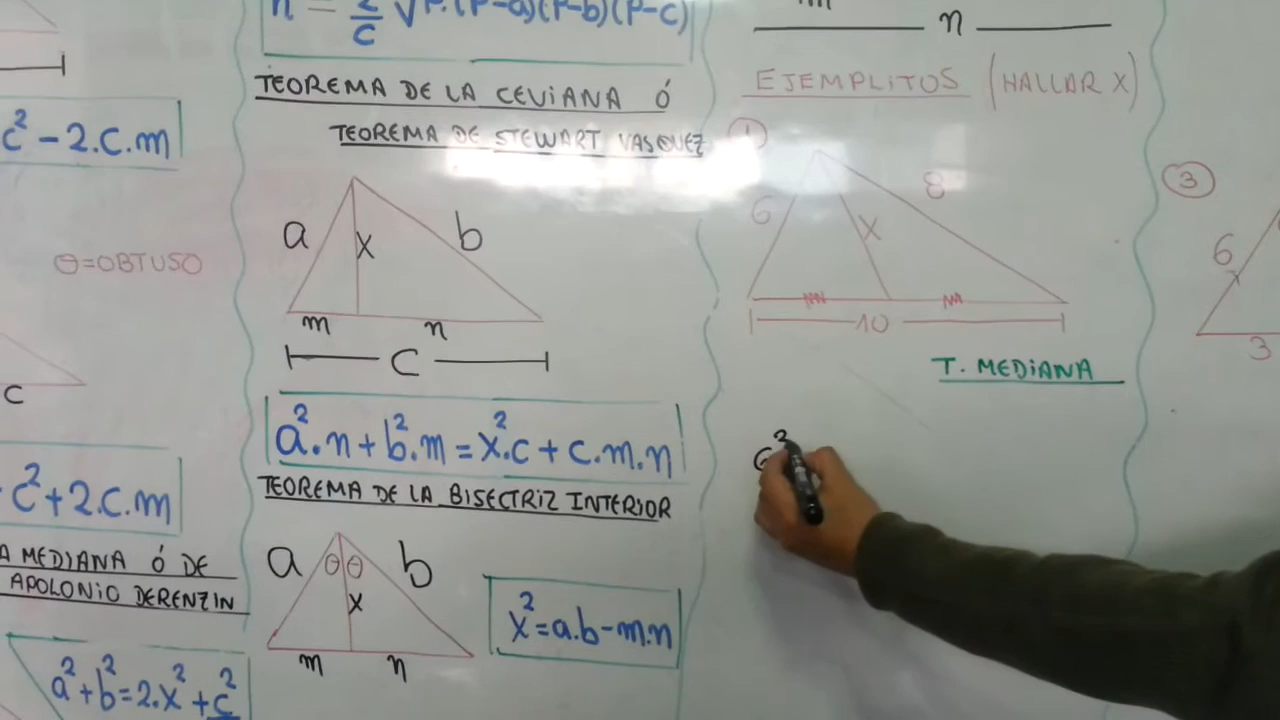 c² - 2.c.m
θ=OBTUSO
c
c² + 2.c.m
A MEDIANA Ó DE
APOLONIO DERENZIN
a² + b² = 2.x² + c²
TEOREMA DE LA CEVIANA Ó
TEOREMA DE STEWART VASQUEZ
a
x
b
m
n
C
a².n + b².m = x².c + c.m.n
TEOREMA DE LA BISECTRIZ INTERIOR
a
θ θ
b
x
m
n
x² = a.b - m.n
n
EJEMPLITOS (HALLAR X)
1
6
x
8
10
T. MEDIANA
6²
3
6
3